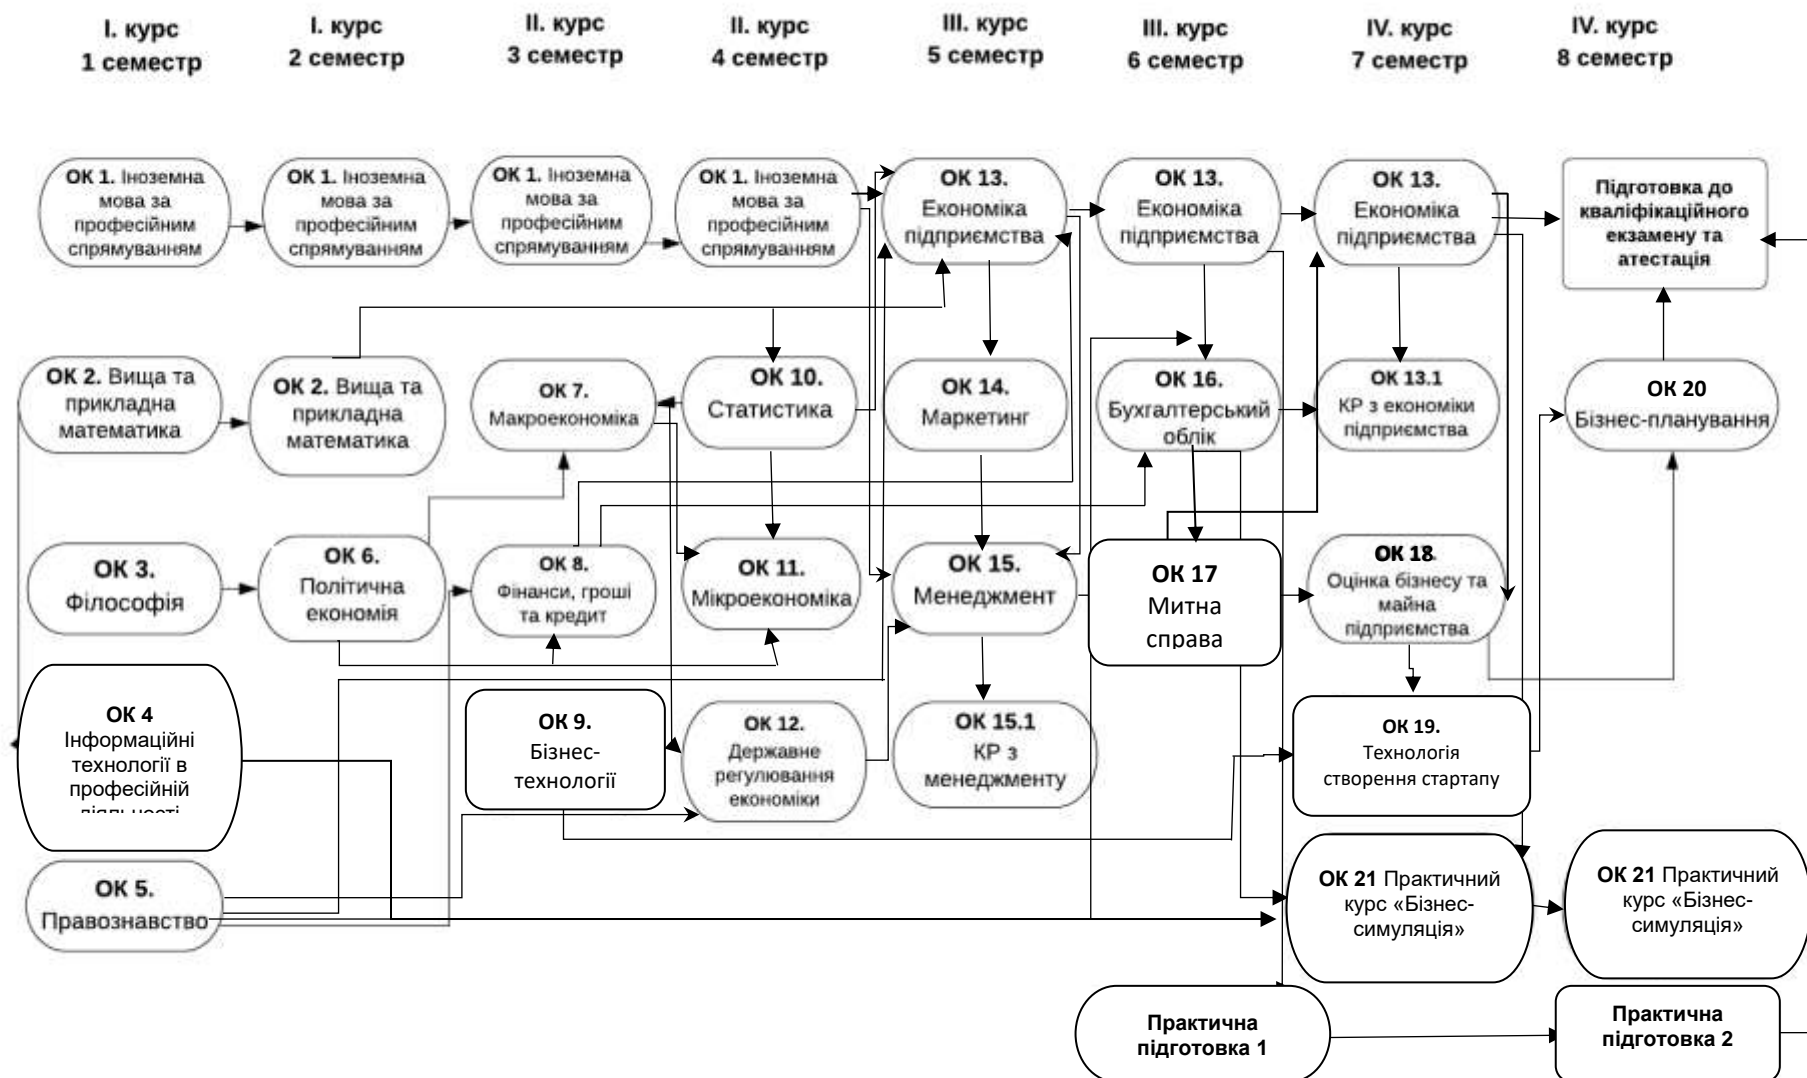 I. курс
1 семестр
I. курс
2 семестр
II. курс
3 семестр
II. курс
4 семестр
III. курс
5 семестр
III. курс
6 семестр
IV. курс
7 семестр
IV. курс
8 семестр
ОК 1. Іноземна
мова за
професійним
спрямуванням
ОК 1. Іноземна
мова за
професійним
спрямуванням
ОК 1. Іноземна
мова за
професійним
спрямуванням
ОК 1. Іноземна
мова за
професійним
спрямуванням
ОК 13.
Економіка
підприємства
ОК 13.
Економіка
підприємства
ОК 13.
Економіка
підприємства
Підготовка до
кваліфікаційного
екзамену та
атестація
ОК 2. Вища та
прикладна
математика
ОК 2. Вища та
прикладна
математика
ОК 7.
Макроекономіка
ОК 10.
Статистика
ОК 14.
Маркетинг
ОК 16.
Бухгалтерський
облік
ОК 13.1
КР з економіки
підприємства
ОК 20
Бізнес-планування
ОК 3.
Філософія
ОК 6.
Політична
економія
ОК 8.
Фінанси, гроші
та кредит
ОК 11.
Мікроекономіка
ОК 15.
Менеджмент
ОК 17
Митна
справа
ОК 18
Оцінка бізнесу та
майна
підприємства
ОК 4
Інформаційні
технології в
професійній
діяльності
ОК 9.
Бізнес-
технології
ОК 12.
Державне
регулювання
економіки
ОК 15.1
КР з
менеджменту
ОК 19.
Технологія
створення стартапу
ОК 5.
Правознавство
ОК 21 Практичний
курс «Бізнес-
симуляція»
ОК 21 Практичний
курс «Бізнес-
симуляція»
Практична
підготовка 1
Практична
підготовка 2